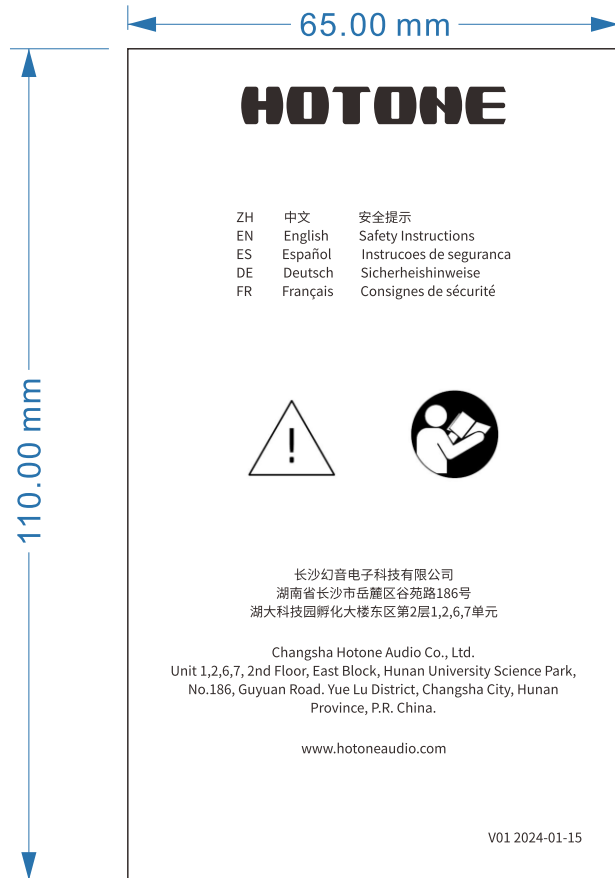 65.00 mm
110.00 mm
HOTONE
ZH 中文 安全提示
EN English Safety Instructions
ES Español Instrucoes de seguranca
DE Deutsch Sicherheishinweise
FR Français Consignes de sécurité
!
长沙幻音电子科技有限公司
湖南省长沙市岳麓区谷苑路186号
湖大科技园孵化大楼东区第2层1,2,6,7单元
Changsha Hotone Audio Co., Ltd.
Unit 1,2,6,7, 2nd Floor, East Block, Hunan University Science Park,
No.186, Guyuan Road. Yue Lu District, Changsha City, Hunan
Province, P.R. China.
www.hotoneaudio.com
V01 2024-01-15